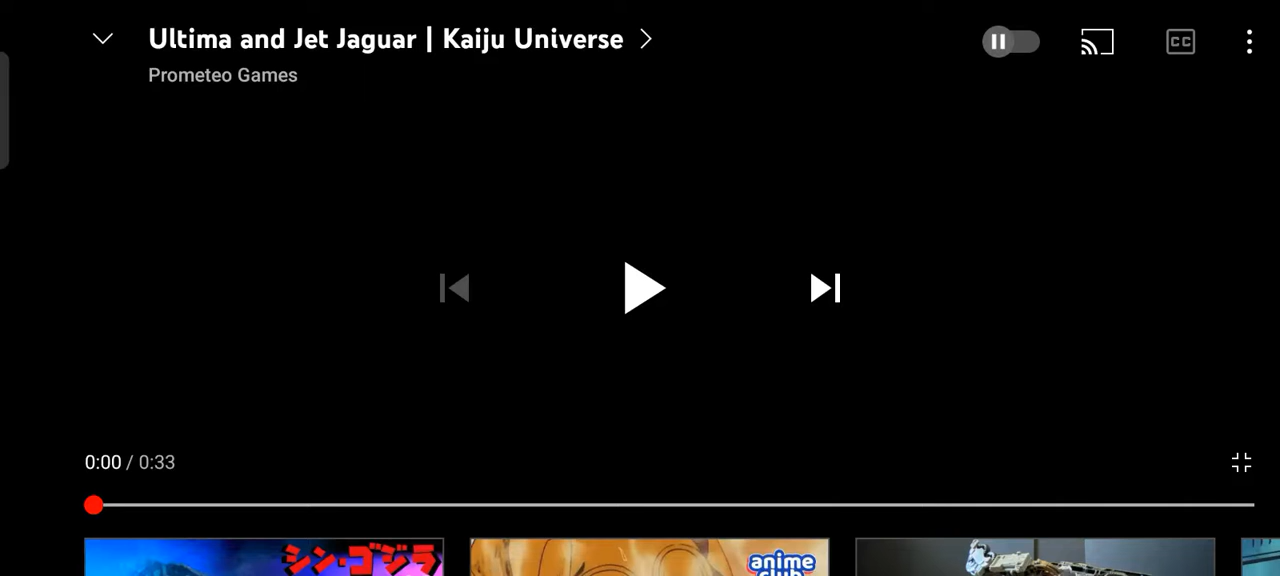 Ultima and Jet Jaguar | Kaiju Universe
Prometeo Games
CC
0:00 / 0:33
シン・ゴジラ
anime
club